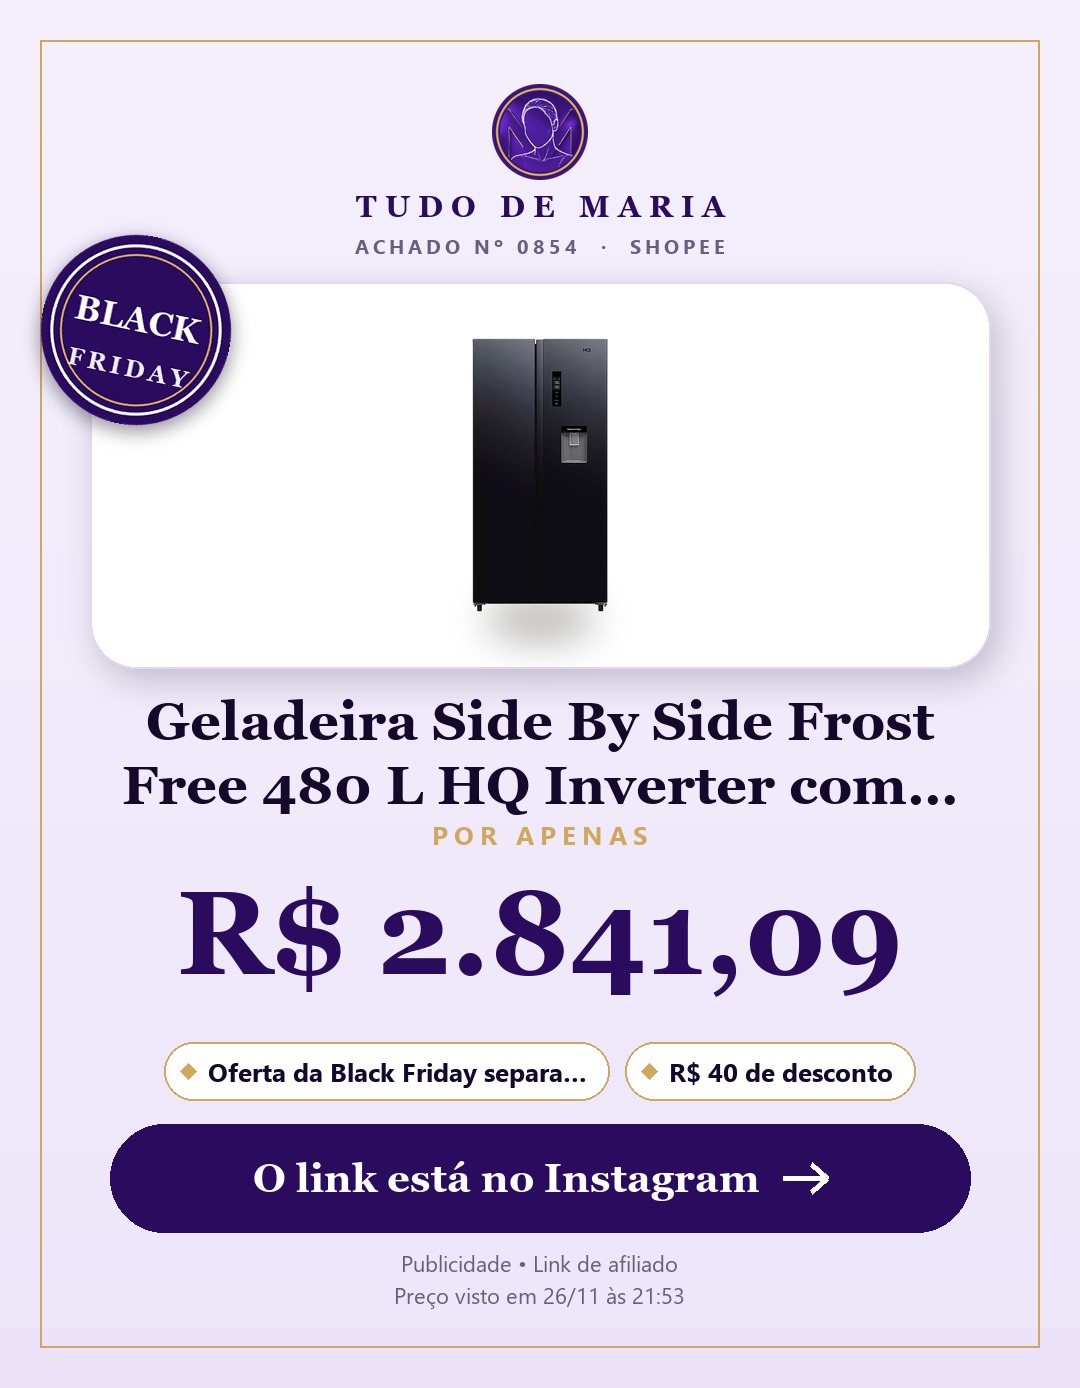 TUDO DE MARIA
ACHADO Nº 0854 · SHOPEE
BLACK
FRIDAY
HQ
Geladeira Side By Side Frost
Free 480 L HQ Inverter com...
POR APENAS
R$ 2.841,09
Oferta da Black Friday separa...
R$ 40 de desconto
O link está no Instagram →
Publicidade • Link de afiliado
Preço visto em 26/11 às 21:53